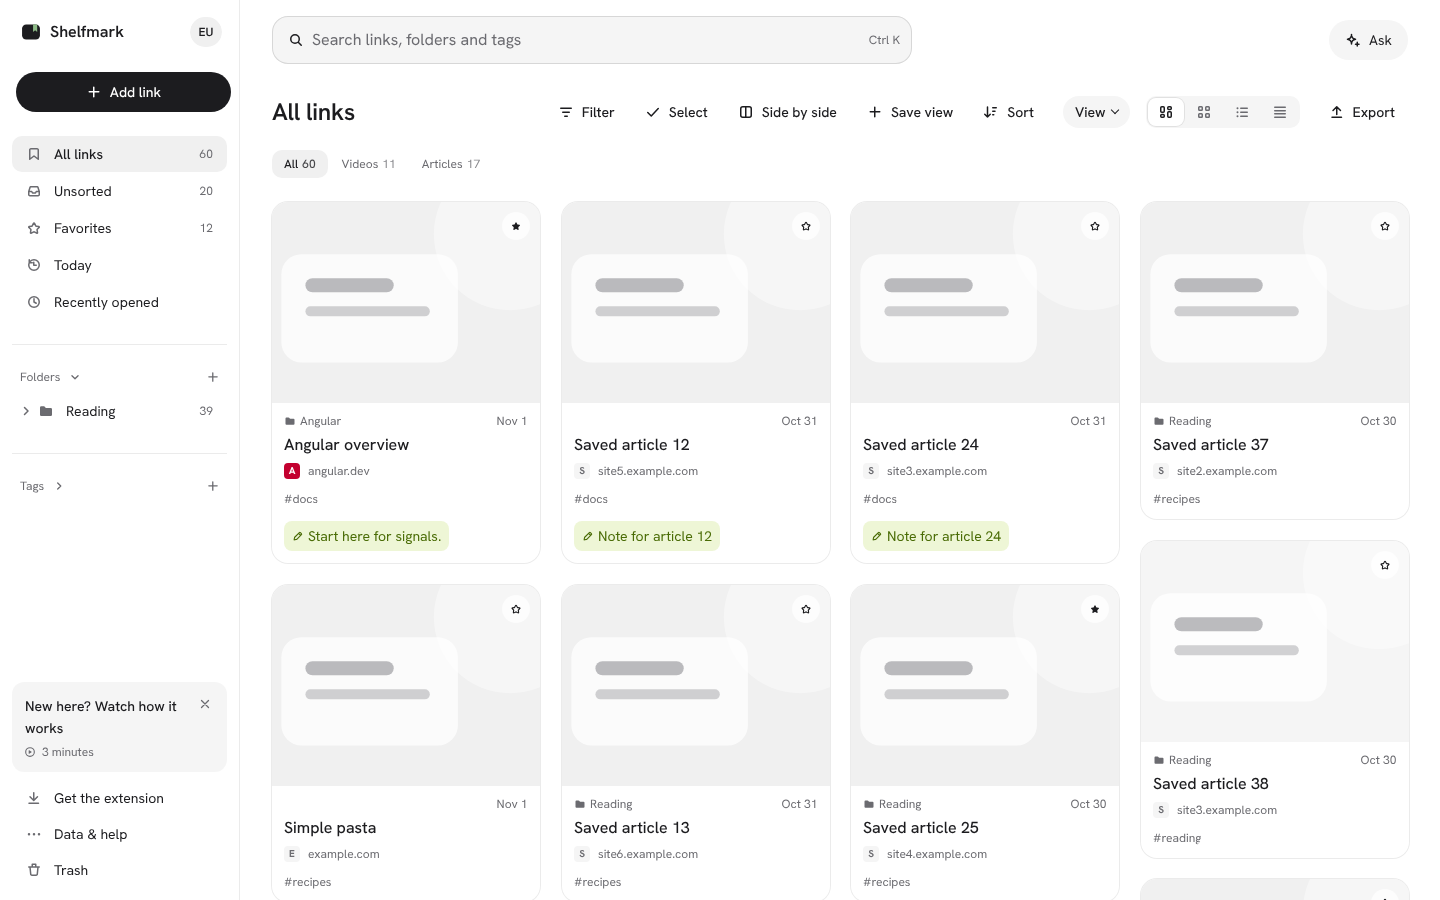 Shelfmark
EU
Add link
All links 60
Unsorted 20
Favorites 12
Today
Recently opened
Folders
Reading 39
Tags
New here? Watch how it
works
3 minutes
Get the extension
Data & help
Trash
Search links, folders and tags Ctrl K
Ask
All links
Filter Select Side by side Save view Sort View Export
All 60 Videos 11 Articles 17
Angular Nov 1
Angular overview
A angular.dev
#docs
Start here for signals.
Oct 31
Saved article 12
S site5.example.com
#docs
Note for article 12
Oct 31
Saved article 24
S site3.example.com
#docs
Note for article 24
Reading Oct 30
Saved article 37
S site2.example.com
#recipes
Nov 1
Simple pasta
E example.com
#recipes
Reading Oct 31
Saved article 13
S site6.example.com
#recipes
Reading Oct 30
Saved article 25
S site4.example.com
#recipes
Reading Oct 30
Saved article 38
S site3.example.com
#reading